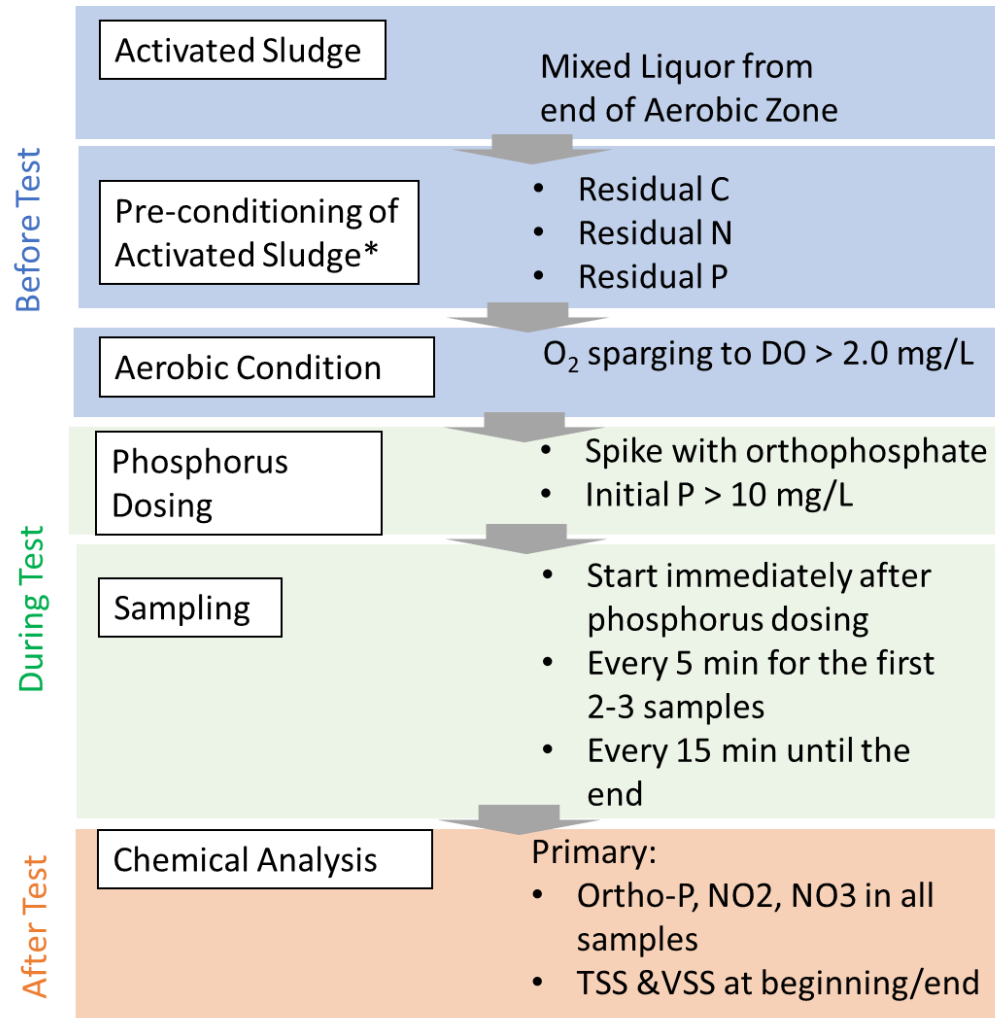 Before Test
Activated Sludge
Mixed Liquor from
end of Aerobic Zone
Pre-conditioning of
Activated Sludge*
• Residual C
• Residual N
• Residual P
Aerobic Condition
O₂ sparging to DO > 2.0 mg/L
During Test
Phosphorus
Dosing
• Spike with orthophosphate
• Initial P > 10 mg/L
Sampling
• Start immediately after
phosphorus dosing
• Every 5 min for the first
2-3 samples
• Every 15 min until the
end
After Test
Chemical Analysis
Primary:
• Ortho-P, NO2, NO3 in all
samples
• TSS &VSS at beginning/end